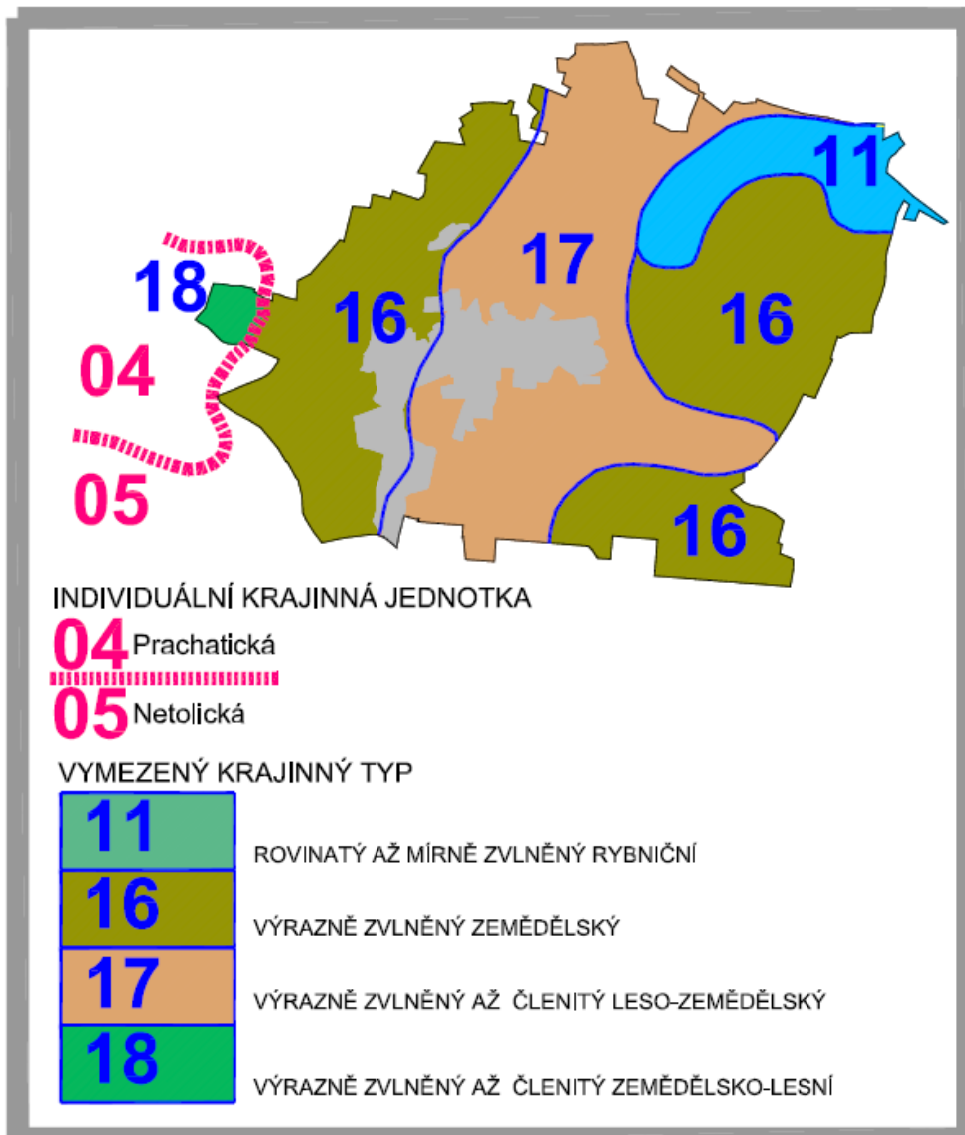 11
17
18
16
16
04
05
16
INDIVIDUÁLNÍ KRAJINNÁ JEDNOTKA
04 Prachatická
05 Netolická
VYMEZENÝ KRAJINNÝ TYP
11 ROVINATÝ AŽ MÍRNĚ ZVLNĚNÝ RYBNIČNÍ
16 VÝRAZNĚ ZVLNĚNÝ ZEMĚDĚLSKÝ
17 VÝRAZNĚ ZVLNĚNÝ AŽ ČLENITÝ LESO-ZEMĚDĚLSKÝ
18 VÝRAZNĚ ZVLNĚNÝ AŽ ČLENITÝ ZEMĚDĚLSKO-LESNÍ